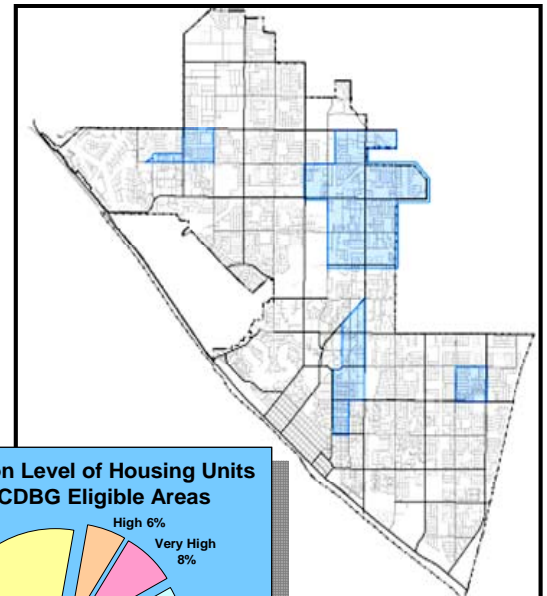 on Level of Housing Units
CDBG Eligible Areas
High 6%
Very High
8%